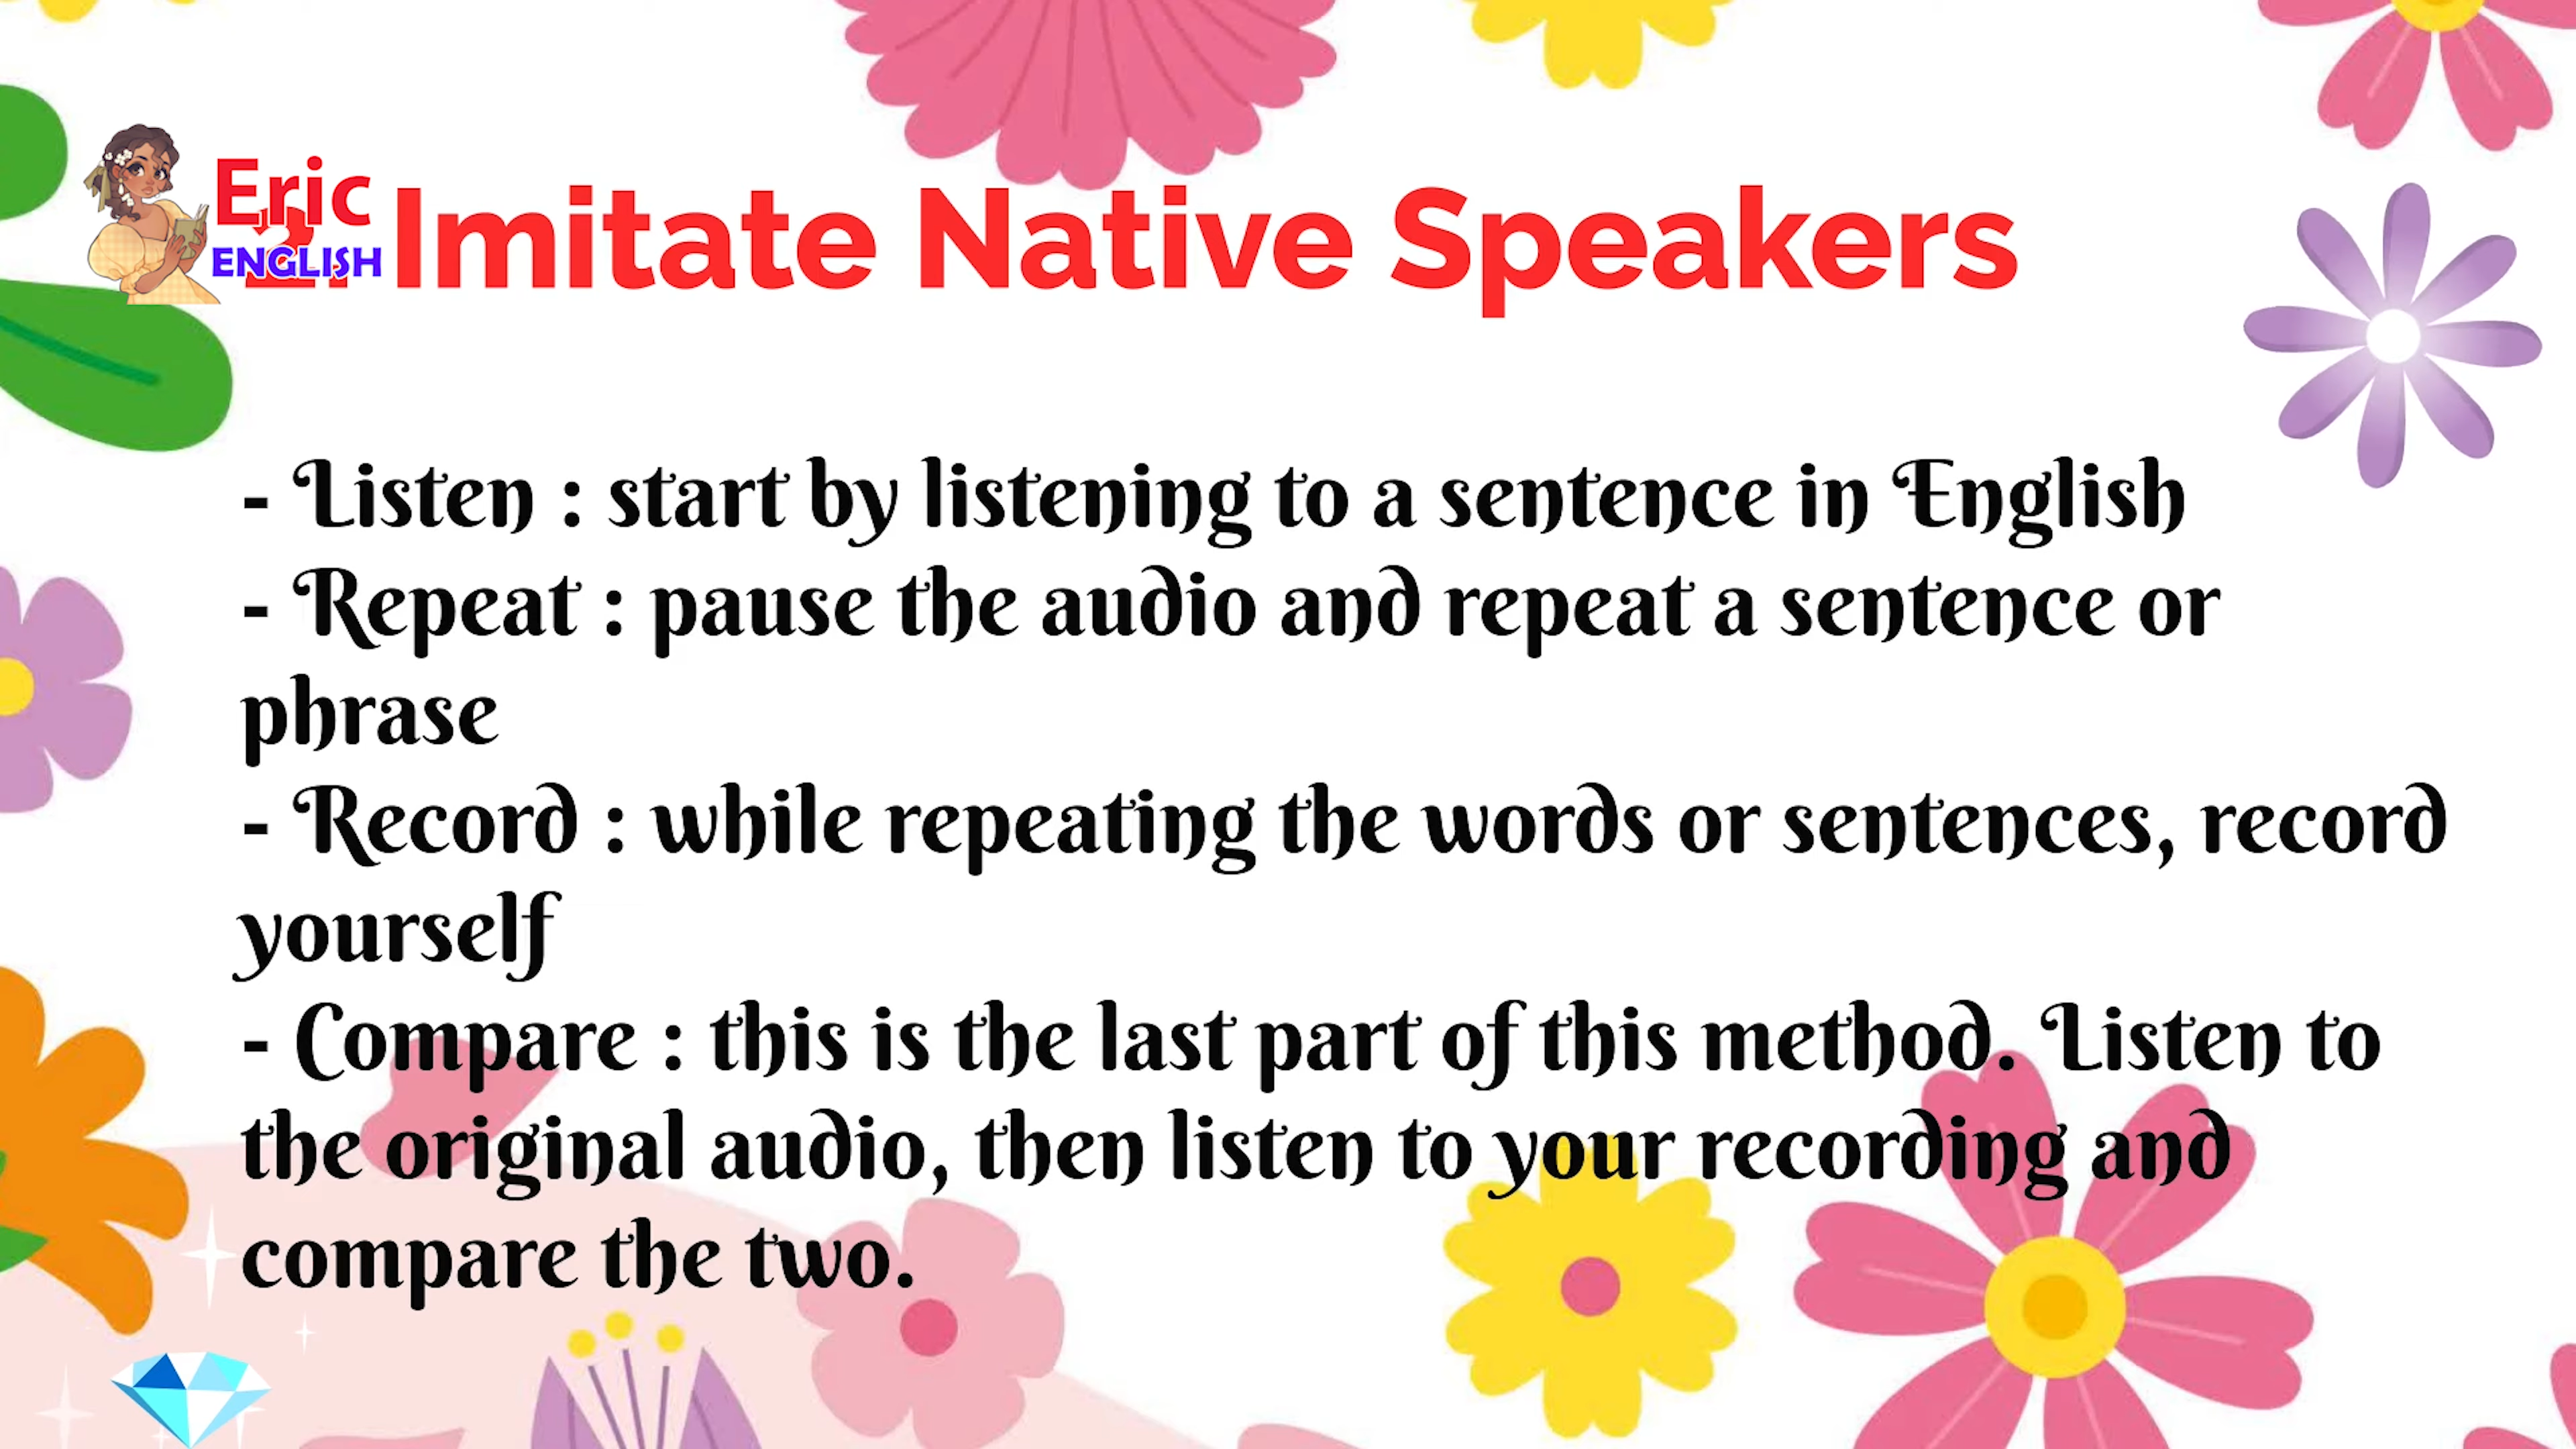 Eric
ENGLISH
2. Imitate Native Speakers
- Listen : start by listening to a sentence in English
- Repeat : pause the audio and repeat a sentence or
phrase
- Record : while repeating the words or sentences, record
yourself
- Compare : this is the last part of this method. Listen to
the original audio, then listen to your recording and
compare the two.